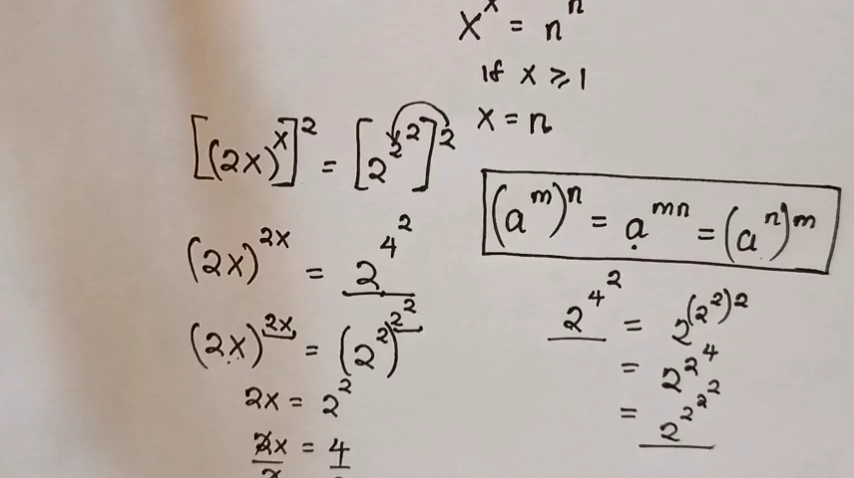 x^x = n^n
if x ⩾ 1
x = n
[(2x)^x]^2 = [2^{2^2}]^2
(2x)^{2x} = 2^{4^2}
(2x)^{2x} = (2^2)^{2^2}
2x = 2^2
2x/2 = 4
(a^m)^n = a^{mn} = (a^n)^m
2^{4^2} = 2^{(2^2)^2}
= 2^{2^4}
= 2^{2^{2^2}}